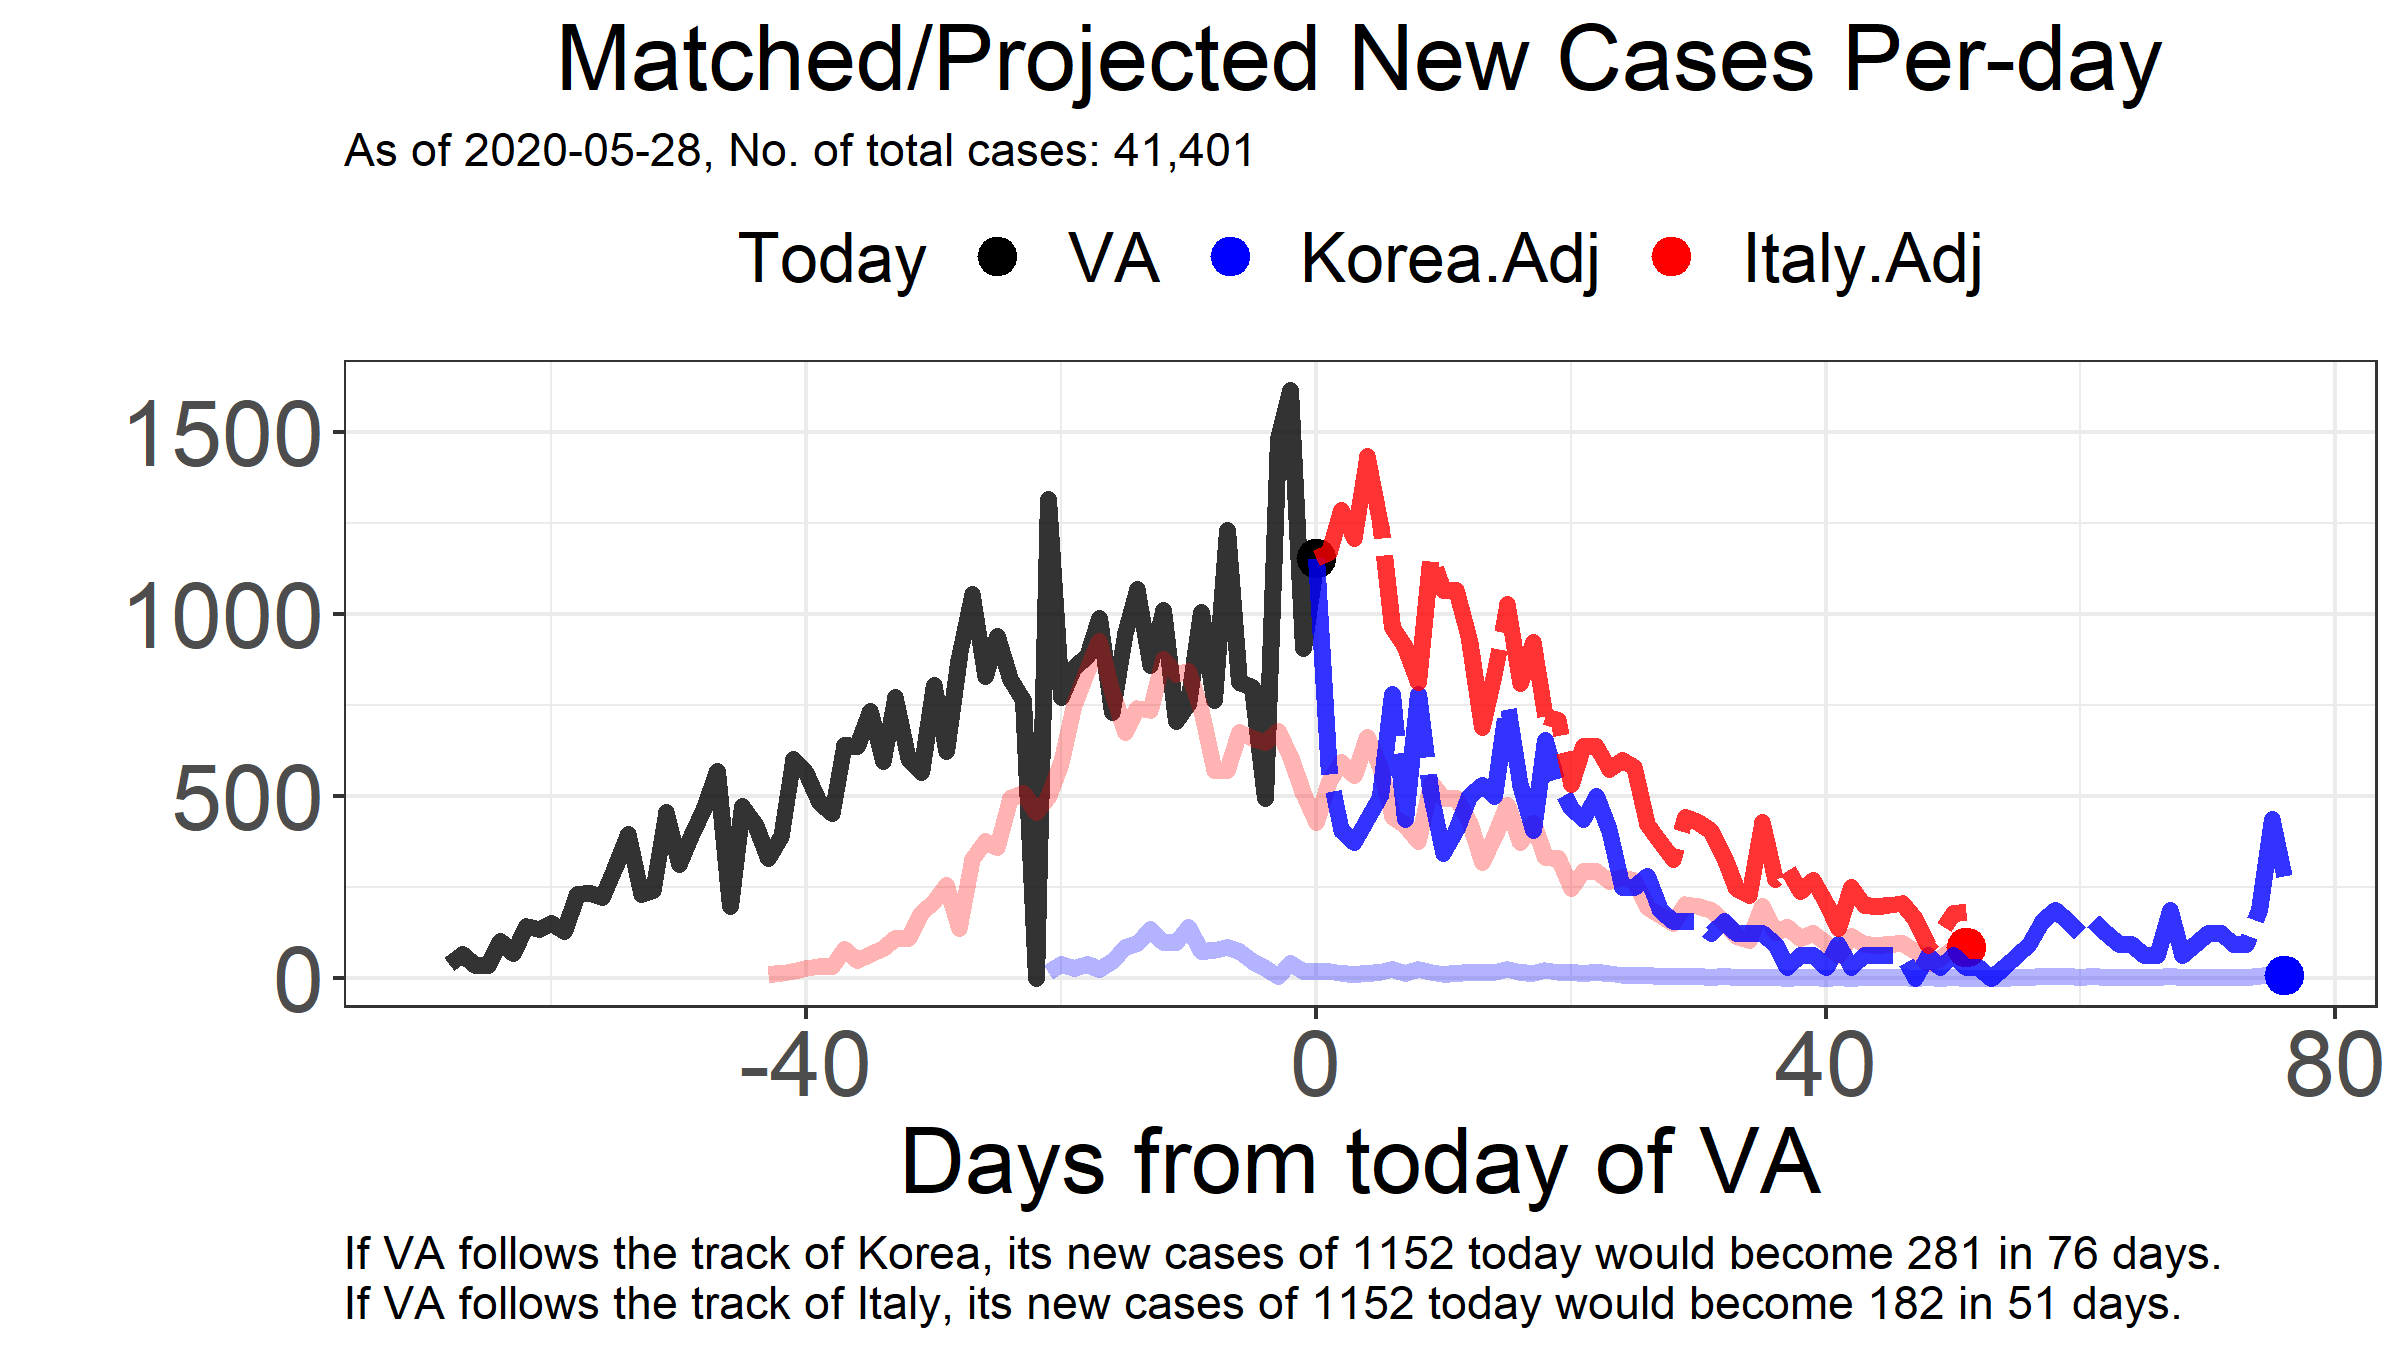 Matched/Projected New Cases Per-day
As of 2020-05-28, No. of total cases: 41,401
Today VA Korea.Adj Italy.Adj
1500
1000
500
0
-40 0 40 80
Days from today of VA
If VA follows the track of Korea, its new cases of 1152 today would become 281 in 76 days.
If VA follows the track of Italy, its new cases of 1152 today would become 182 in 51 days.